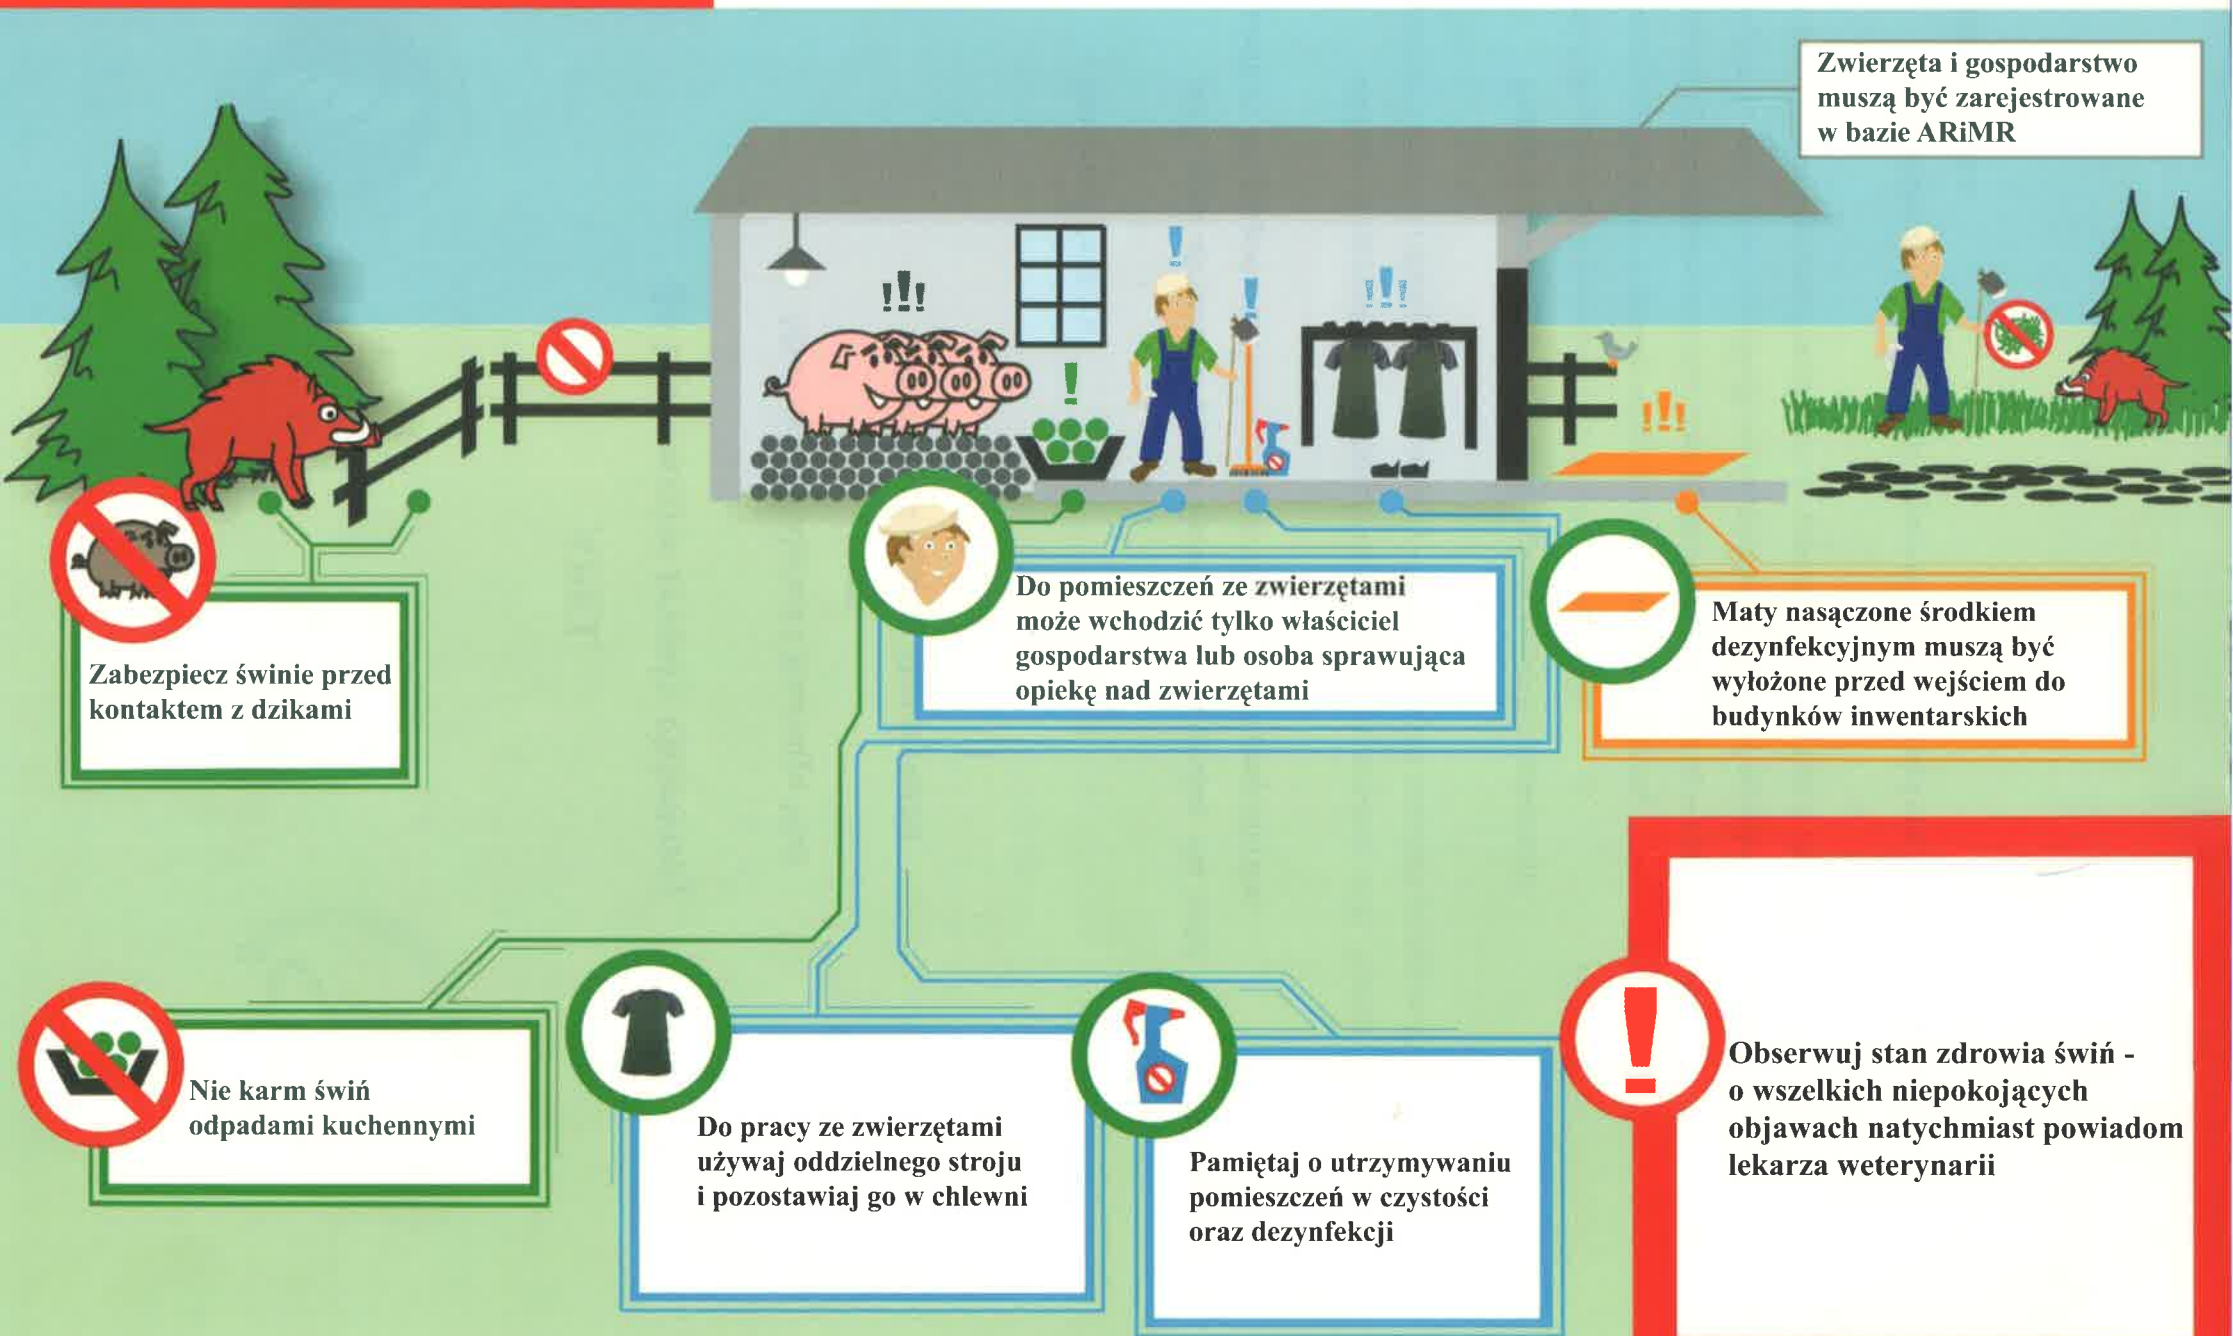 Zwierzęta i gospodarstwo
muszą być zarejestrowane
w bazie ARiMR
Zabezpiecz świnie przed
kontaktem z dzikami
Do pomieszczeń ze zwierzętami
może wchodzić tylko właściciel
gospodarstwa lub osoba sprawująca
opiekę nad zwierzętami
Maty nasączone środkiem
dezynfekcyjnym muszą być
wyłożone przed wejściem do
budynków inwentarskich
Nie karm świń
odpadami kuchennymi
Do pracy ze zwierzętami
używaj oddzielnego stroju
i pozostawiaj go w chlewni
Pamiętaj o utrzymywaniu
pomieszczeń w czystości
oraz dezynfekcji
Obserwuj stan zdrowia świń -
o wszelkich niepokojących
objawach natychmiast powiadom
lekarza weterynarii